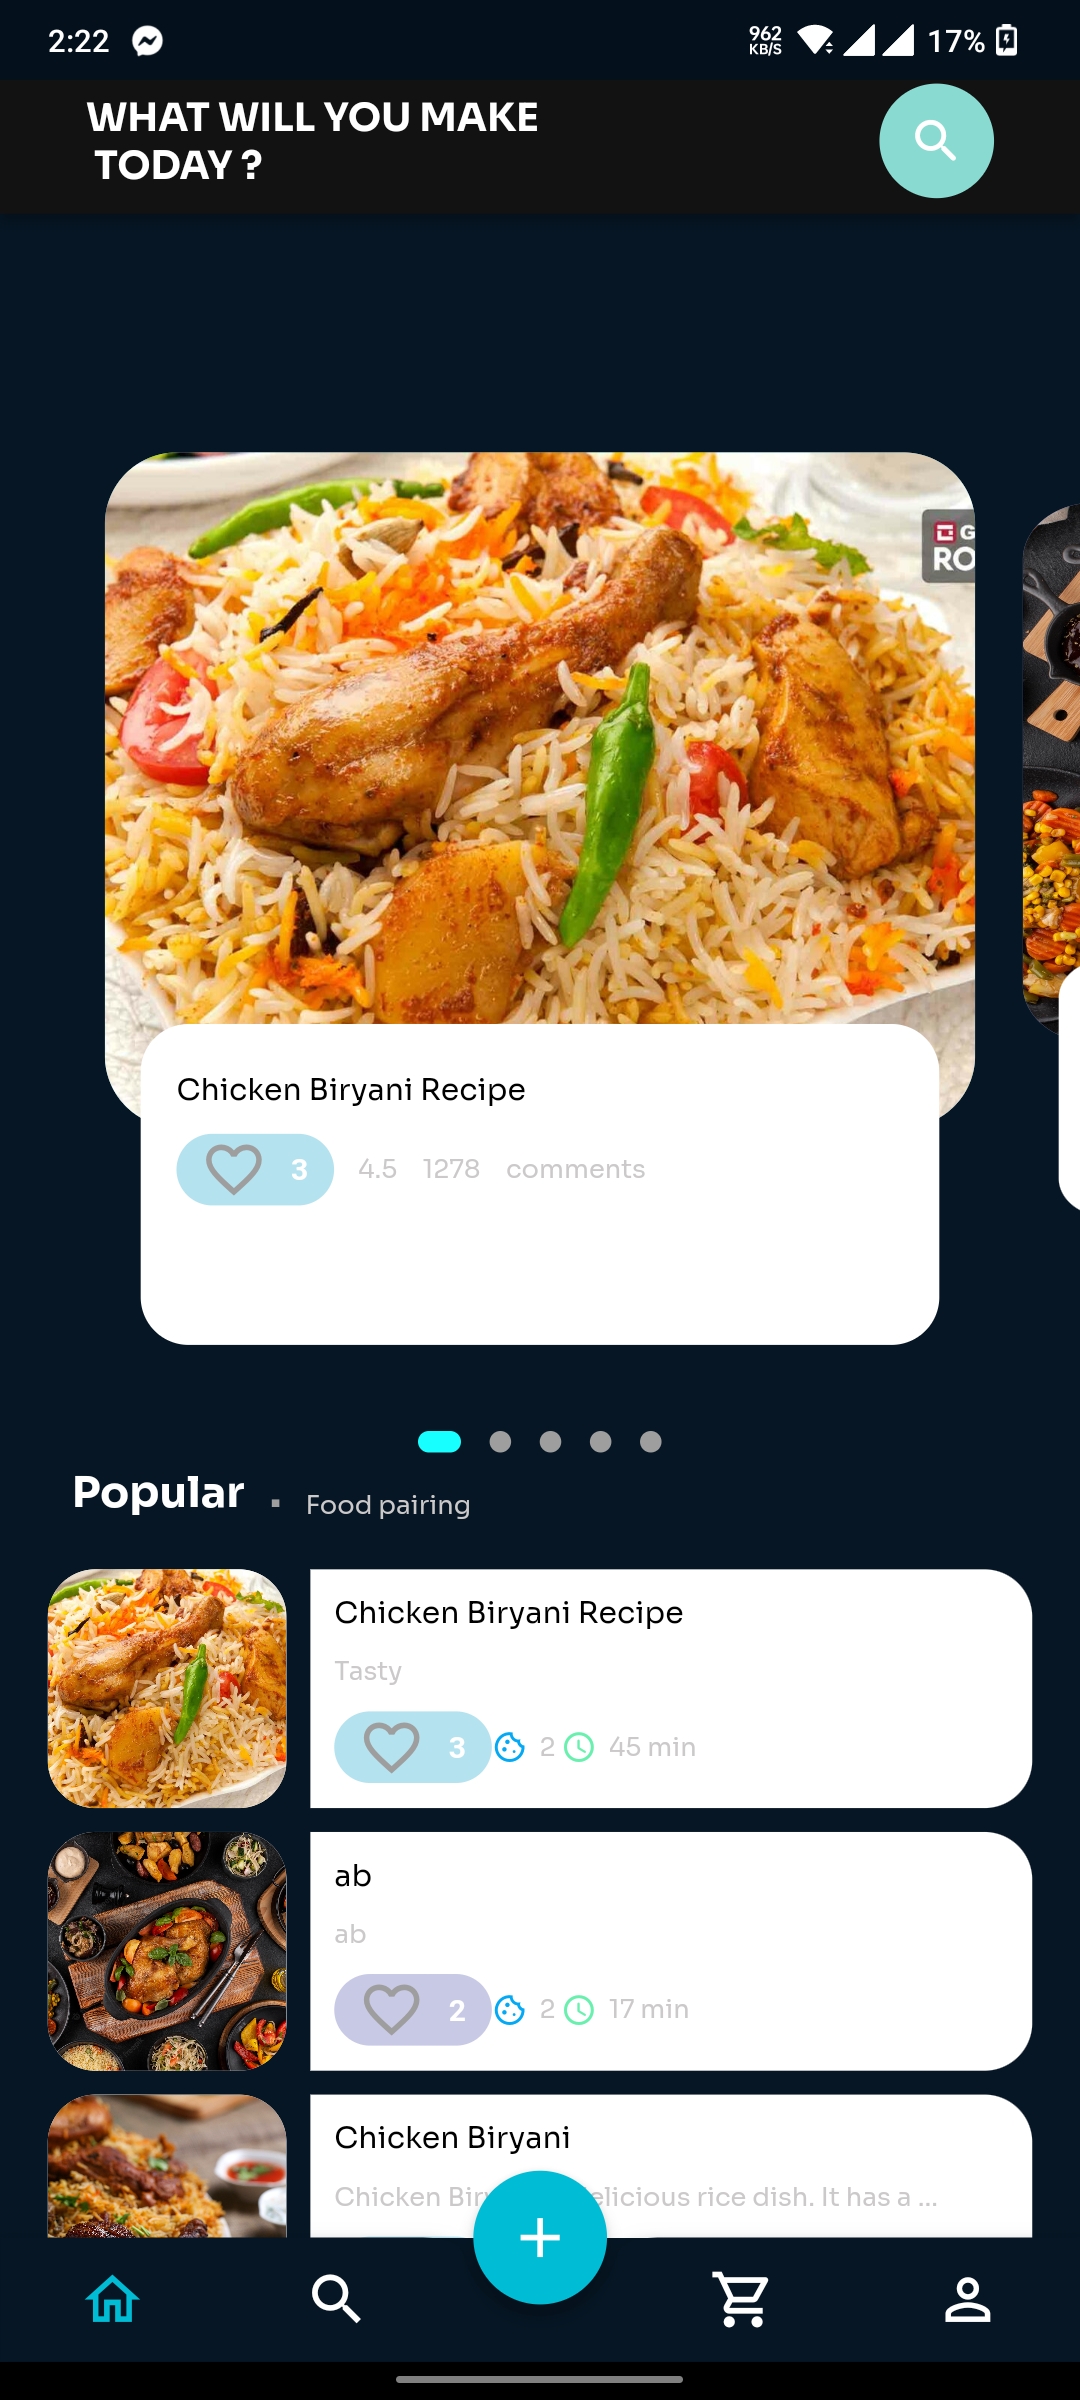 2:22
962
KB/S
17%
WHAT WILL YOU MAKE
TODAY ?
G
RO
Chicken Biryani Recipe
3 4.5 1278 comments
Popular ▪ Food pairing
Chicken Biryani Recipe
Tasty
3 2 45 min
ab
ab
2 2 17 min
Chicken Biryani
Chicken Bir elicious rice dish. It has a ...